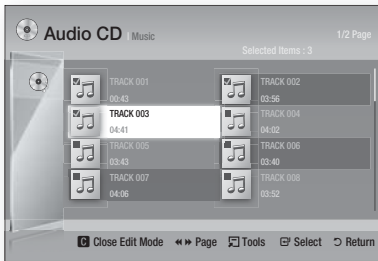 Audio CD | Music
1/2 Page
Selected Items : 3
TRACK 001
00:43
TRACK 002
03:56
TRACK 003
04:41
TRACK 004
04:02
TRACK 005
03:43
TRACK 006
03:40
TRACK 007
04:06
TRACK 008
03:52
C Close Edit Mode Page Tools Select Return